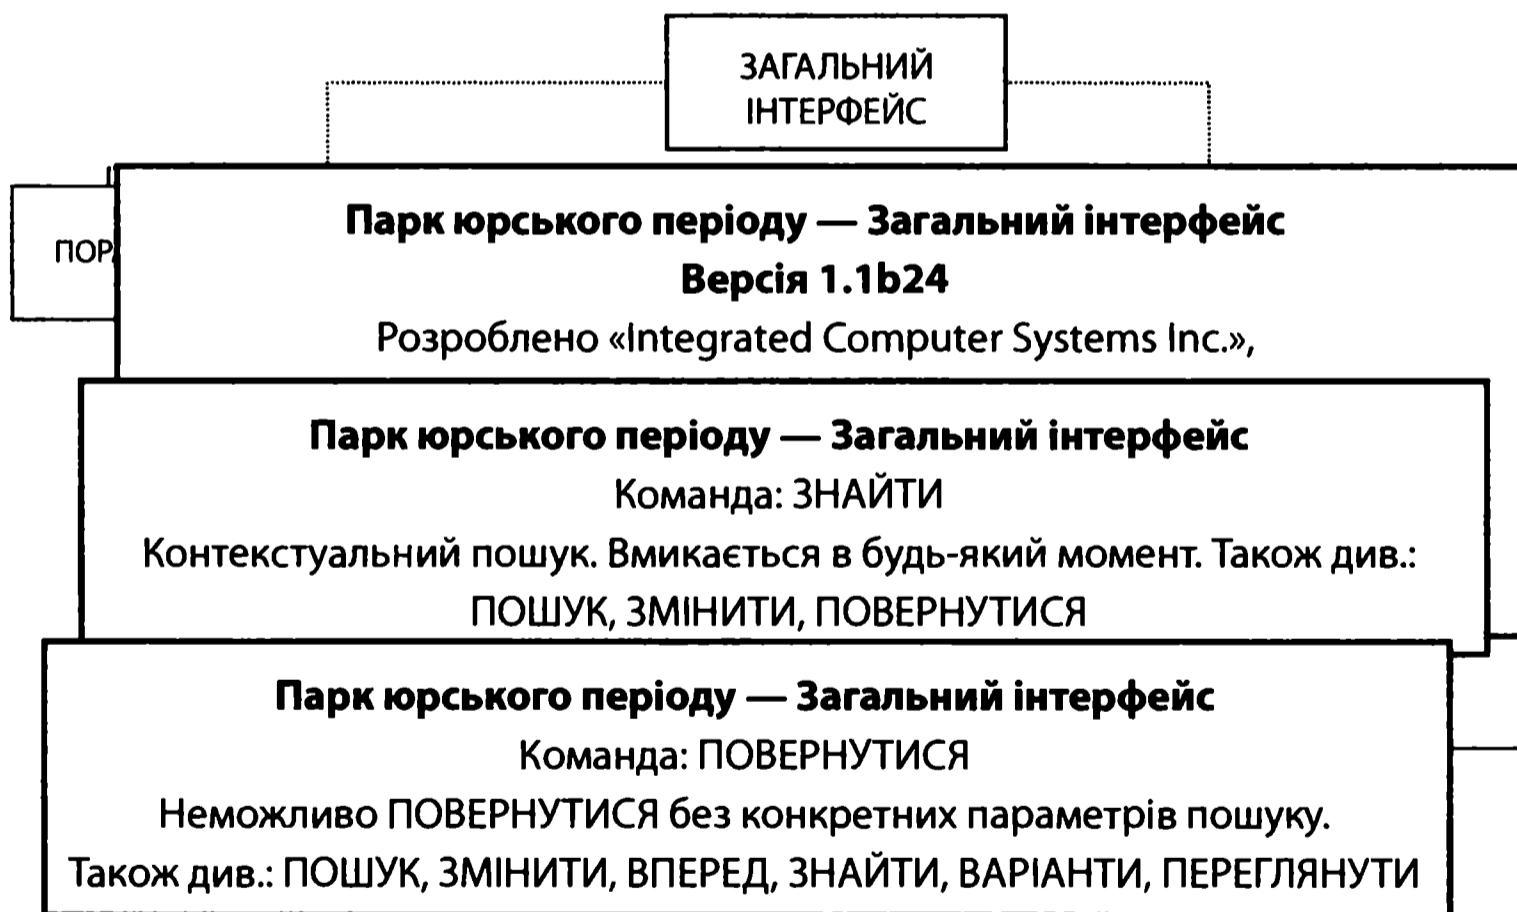 ЗАГАЛЬНИЙ
ІНТЕРФЕЙС
Парк юрського періоду — Загальний інтерфейс
Версія 1.1b24
Розроблено «Integrated Computer Systems Inc.»,
Парк юрського періоду — Загальний інтерфейс
Команда: ЗНАЙТИ
Контекстуальний пошук. Вмикається в будь-який момент. Також див.:
ПОШУК, ЗМІНИТИ, ПОВЕРНУТИСЯ
Парк юрського періоду — Загальний інтерфейс
Команда: ПОВЕРНУТИСЯ
Неможливо ПОВЕРНУТИСЯ без конкретних параметрів пошуку.
Також див.: ПОШУК, ЗМІНИТИ, ВПЕРЕД, ЗНАЙТИ, ВАРІАНТИ, ПЕРЕГЛЯНУТИ